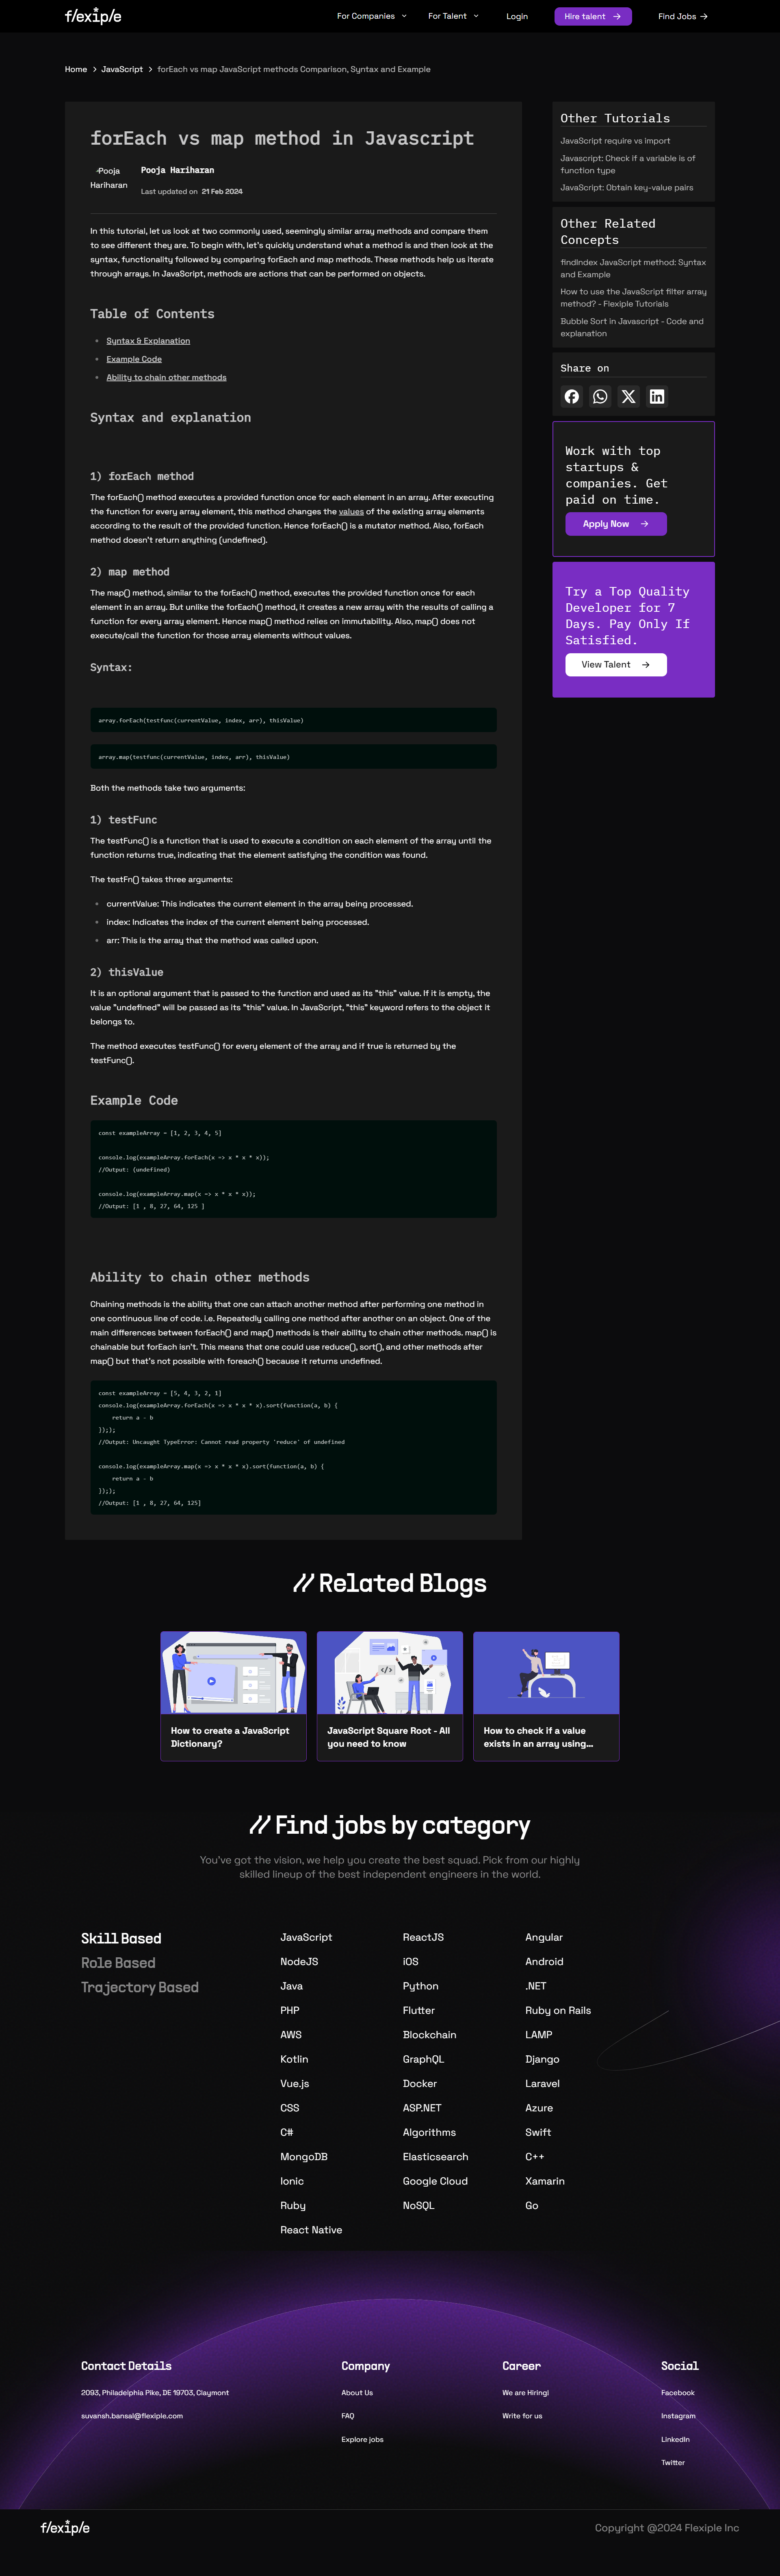 flexiple
For Companies
For Talent
Login
Hire talent →
Find Jobs →
Home > JavaScript > forEach vs map JavaScript methods Comparison, Syntax and Example
forEach vs map method in Javascript
Pooja
Hariharan
Pooja Hariharan
Last updated on 21 Feb 2024
In this tutorial, let us look at two commonly used, seemingly similar array methods and compare them
to see how different they are. To begin with, let's quickly understand what a method is and then look at the
syntax, functionality followed by comparing forEach and map methods. These methods help us iterate
through arrays. In JavaScript, methods are actions that can be performed on objects.
Table of Contents
Syntax & Explanation
Example Code
Ability to chain other methods
Syntax and explanation
1) forEach method
The forEach() method executes a provided function once for each element in an array. After executing
the function for every array element, this method changes the values of the existing array elements
according to the result of the provided function. Hence forEach() is a mutator method. Also, forEach
method doesn't return anything (undefined).
2) map method
The map() method, similar to the forEach() method, executes the provided function once for each
element in an array. But unlike the forEach() method, it creates a new array with the results of calling a
function for every array element. Hence map() method relies on immutability. Also, map() does not
execute/call the function for those array elements without values.
Syntax:
array.forEach(testfunc(currentValue, index, arr), thisValue)
array.map(testfunc(currentValue, index, arr), thisValue)
Both the methods take two arguments:
1) testFunc
The testFunc() is a function that is used to execute a condition on each element of the array until the
function returns true, indicating that the element satisfying the condition was found.
The testFn() takes three arguments:
currentValue: This indicates the current element in the array being processed.
index: Indicates the index of the current element being processed.
arr: This is the array that the method was called upon.
2) thisValue
It is an optional argument that is passed to the function and used as its "this" value. If it is empty, the
value "undefined" will be passed as its "this" value. In JavaScript, "this" keyword refers to the object it
belongs to.
The method executes testFunc() for every element of the array and if true is returned by the
testFunc().
Example Code
const exampleArray = [1, 2, 3, 4, 5]
console.log(exampleArray.forEach(x => x * x * x));
//Output: (undefined)
console.log(exampleArray.map(x => x * x * x));
//Output: [1 , 8, 27, 64, 125 ]
Ability to chain other methods
Chaining methods is the ability that one can attach another method after performing one method in
one continuous line of code. i.e. Repeatedly calling one method after another on an object. One of the
main differences between forEach() and map() methods is their ability to chain other methods. map() is
chainable but forEach isn't. This means that one could use reduce(), sort(), and other methods after
map() but that's not possible with foreach() because it returns undefined.
const exampleArray = [5, 4, 3, 2, 1]
console.log(exampleArray.forEach(x => x * x * x).sort(function(a, b) {
return a - b
}););
//Output: Uncaught TypeError: Cannot read property 'reduce' of undefined
console.log(exampleArray.map(x => x * x * x).sort(function(a, b) {
return a - b
}););
//Output: [1 , 8, 27, 64, 125]
Other Tutorials
JavaScript require vs import
Javascript: Check if a variable is of
function type
JavaScript: Obtain key-value pairs
Other Related
Concepts
findIndex JavaScript method: Syntax
and Example
How to use the JavaScript filter array
method? - Flexiple Tutorials
Bubble Sort in Javascript - Code and
explanation
Share on
Work with top
startups &
companies. Get
paid on time.
Apply Now →
Try a Top Quality
Developer for 7
Days. Pay Only If
Satisfied.
View Talent →
// Related Blogs
How to create a JavaScript
Dictionary?
JavaScript Square Root - All
you need to know
How to check if a value
exists in an array using...
// Find jobs by category
You've got the vision, we help you create the best squad. Pick from our highly
skilled lineup of the best independent engineers in the world.
Skill Based
Role Based
Trajectory Based
JavaScript
ReactJS
Angular
NodeJS
iOS
Android
Java
Python
.NET
PHP
Flutter
Ruby on Rails
AWS
Blockchain
LAMP
Kotlin
GraphQL
Django
Vue.js
Docker
Laravel
CSS
ASP.NET
Azure
C#
Algorithms
Swift
MongoDB
Elasticsearch
C++
Ionic
Google Cloud
Xamarin
Ruby
NoSQL
Go
React Native
Contact Details
2093, Philadelphia Pike, DE 19703, Claymont
suvansh.bansal@flexiple.com
Company
About Us
FAQ
Explore jobs
Career
We are Hiring!
Write for us
Social
Facebook
Instagram
LinkedIn
Twitter
flexiple
Copyright @2024 Flexiple Inc